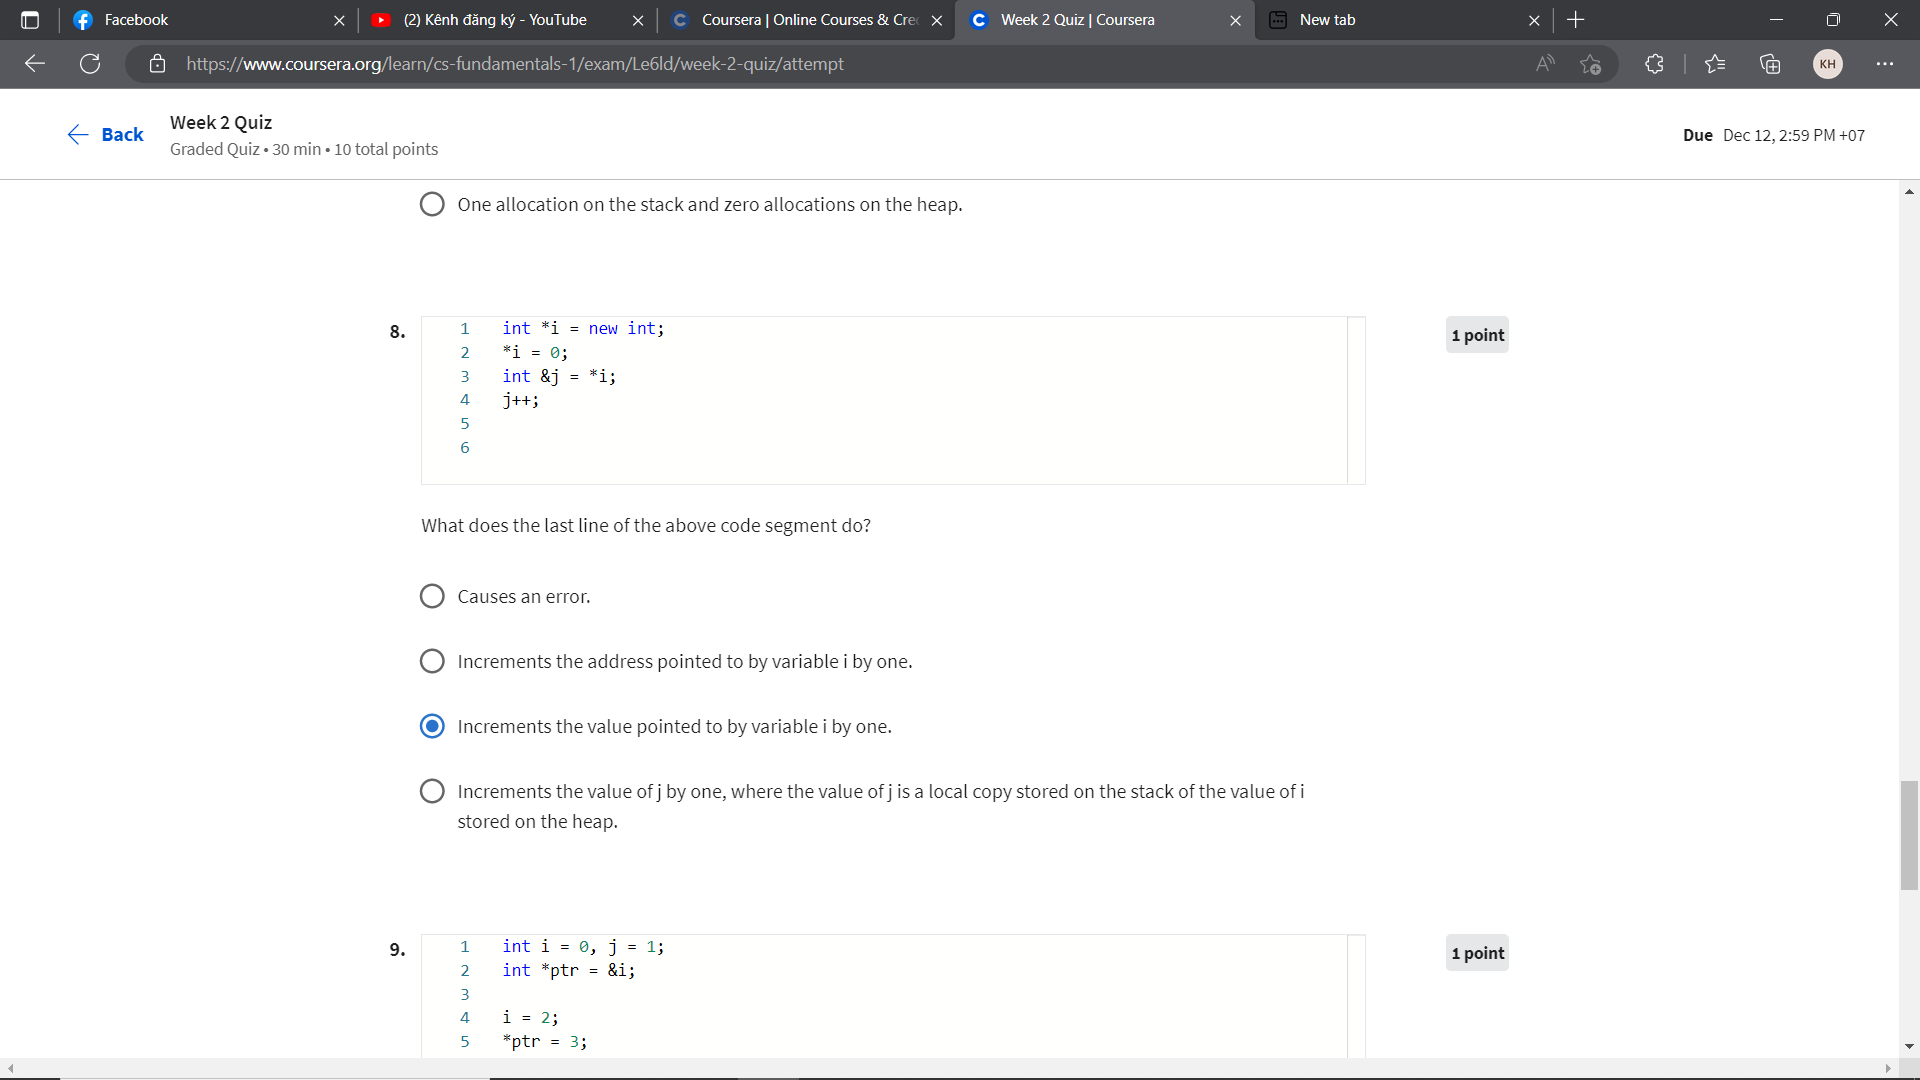 Facebook
(2) Kênh đăng ký - YouTube
Coursera | Online Courses & Cre
Week 2 Quiz | Coursera
New tab
https://www.coursera.org/learn/cs-fundamentals-1/exam/Le6ld/week-2-quiz/attempt
KH
Back
Week 2 Quiz
Graded Quiz • 30 min • 10 total points
Due Dec 12, 2:59 PM +07
One allocation on the stack and zero allocations on the heap.
8.
1 point
1 int *i = new int;
2 *i = 0;
3 int &j = *i;
4 j++;
5
6
What does the last line of the above code segment do?
Causes an error.
Increments the address pointed to by variable i by one.
Increments the value pointed to by variable i by one.
Increments the value of j by one, where the value of j is a local copy stored on the stack of the value of i
stored on the heap.
9.
1 point
1 int i = 0, j = 1;
2 int *ptr = &i;
3
4 i = 2;
5 *ptr = 3;